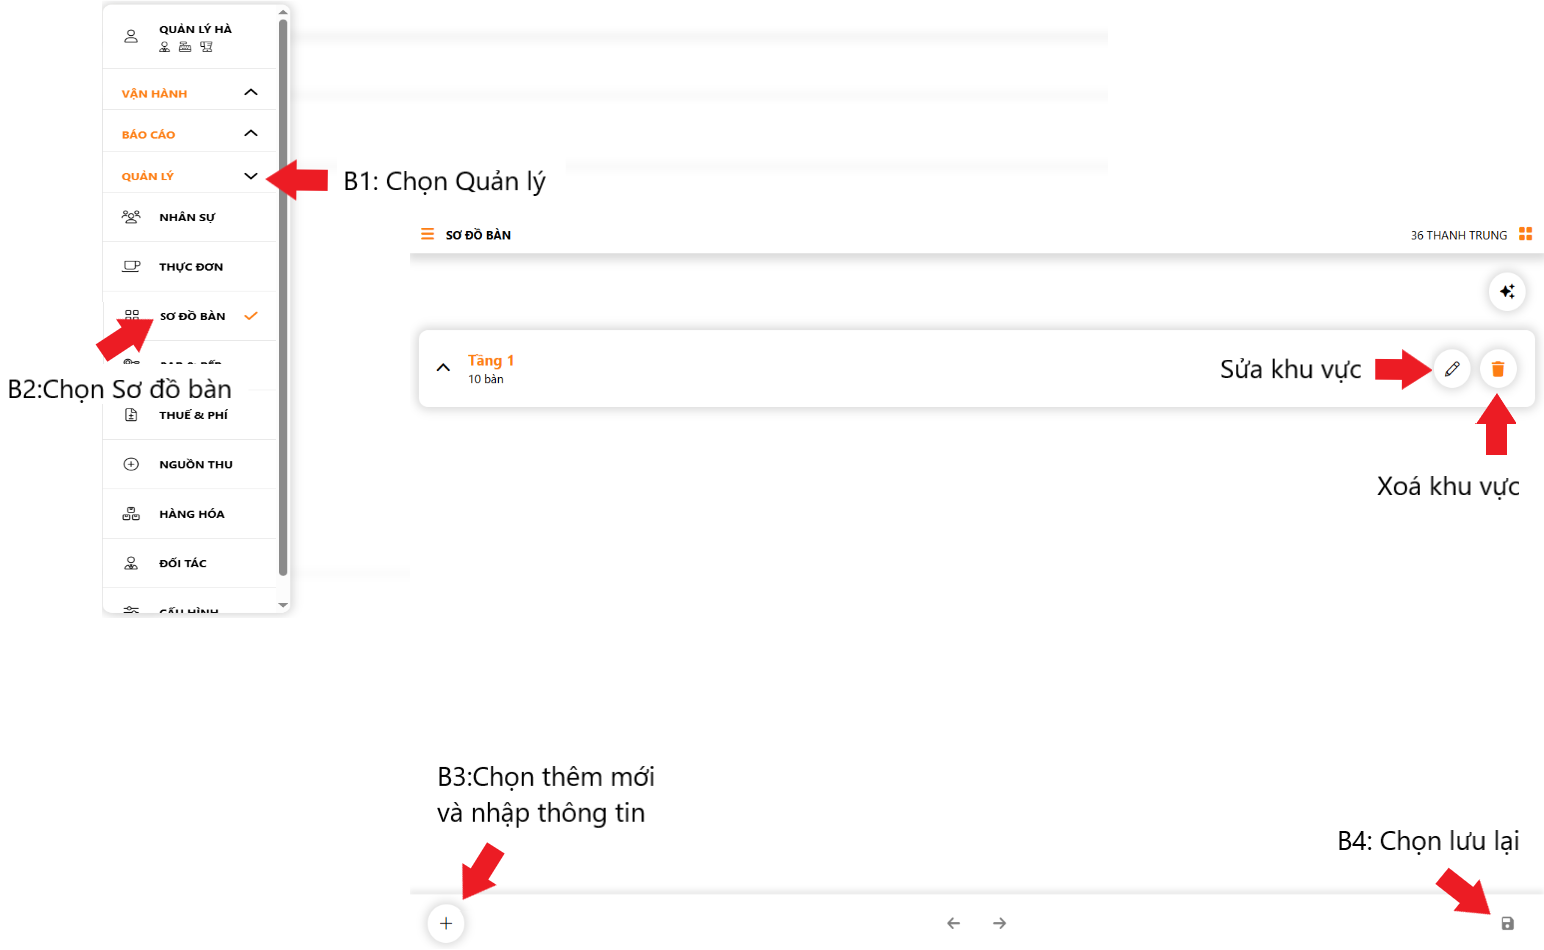 QUẢN LÝ HÀ
VẬN HÀNH
BÁO CÁO
QUẢN LÝ
B1: Chọn Quản lý
NHÂN SỰ
THỰC ĐƠN
SƠ ĐỒ BÀN
B2:Chọn Sơ đồ bàn
THUẾ & PHÍ
NGUỒN THU
HÀNG HÓA
ĐỐI TÁC
CẤU HÌNH
SƠ ĐỒ BÀN
36 THANH TRUNG
Tầng 1
10 bàn
Sửa khu vực
Xoá khu vực
B3:Chọn thêm mới
và nhập thông tin
B4: Chọn lưu lại